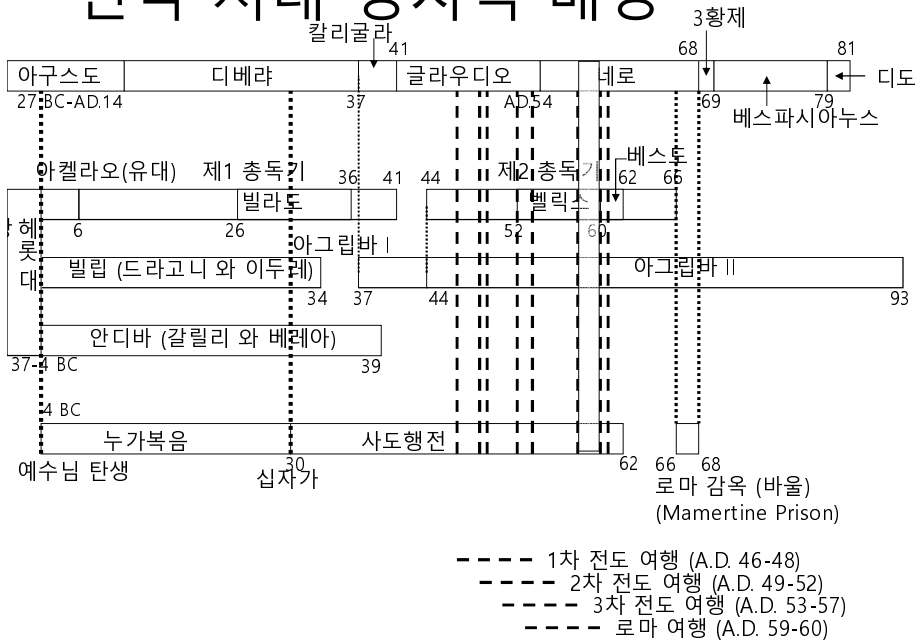 칼리굴라
3황제
41
68
81
아구스도
디베랴
글라우디오
네로
디도
27 BC-AD.14
37
AD.54
69
79
베스파시아누스
아켈라오(유대)
제1 총독기
36
41
44
제2 총독기
베스도
62
66
빌라도
벨릭스
헤롯대
6
26
52
60
아그립바 I
빌립 (드라고니 와 이두레)
아그립바 II
34
37
44
93
안디바 (갈릴리 와 베레아)
37-4 BC
39
4 BC
누가복음
사도행전
예수님 탄생
30
십자가
62
66
68
로마 감옥 (바울)
(Mamertine Prison)
1차 전도 여행 (A.D. 46-48)
2차 전도 여행 (A.D. 49-52)
3차 전도 여행 (A.D. 53-57)
로마 여행 (A.D. 59-60)